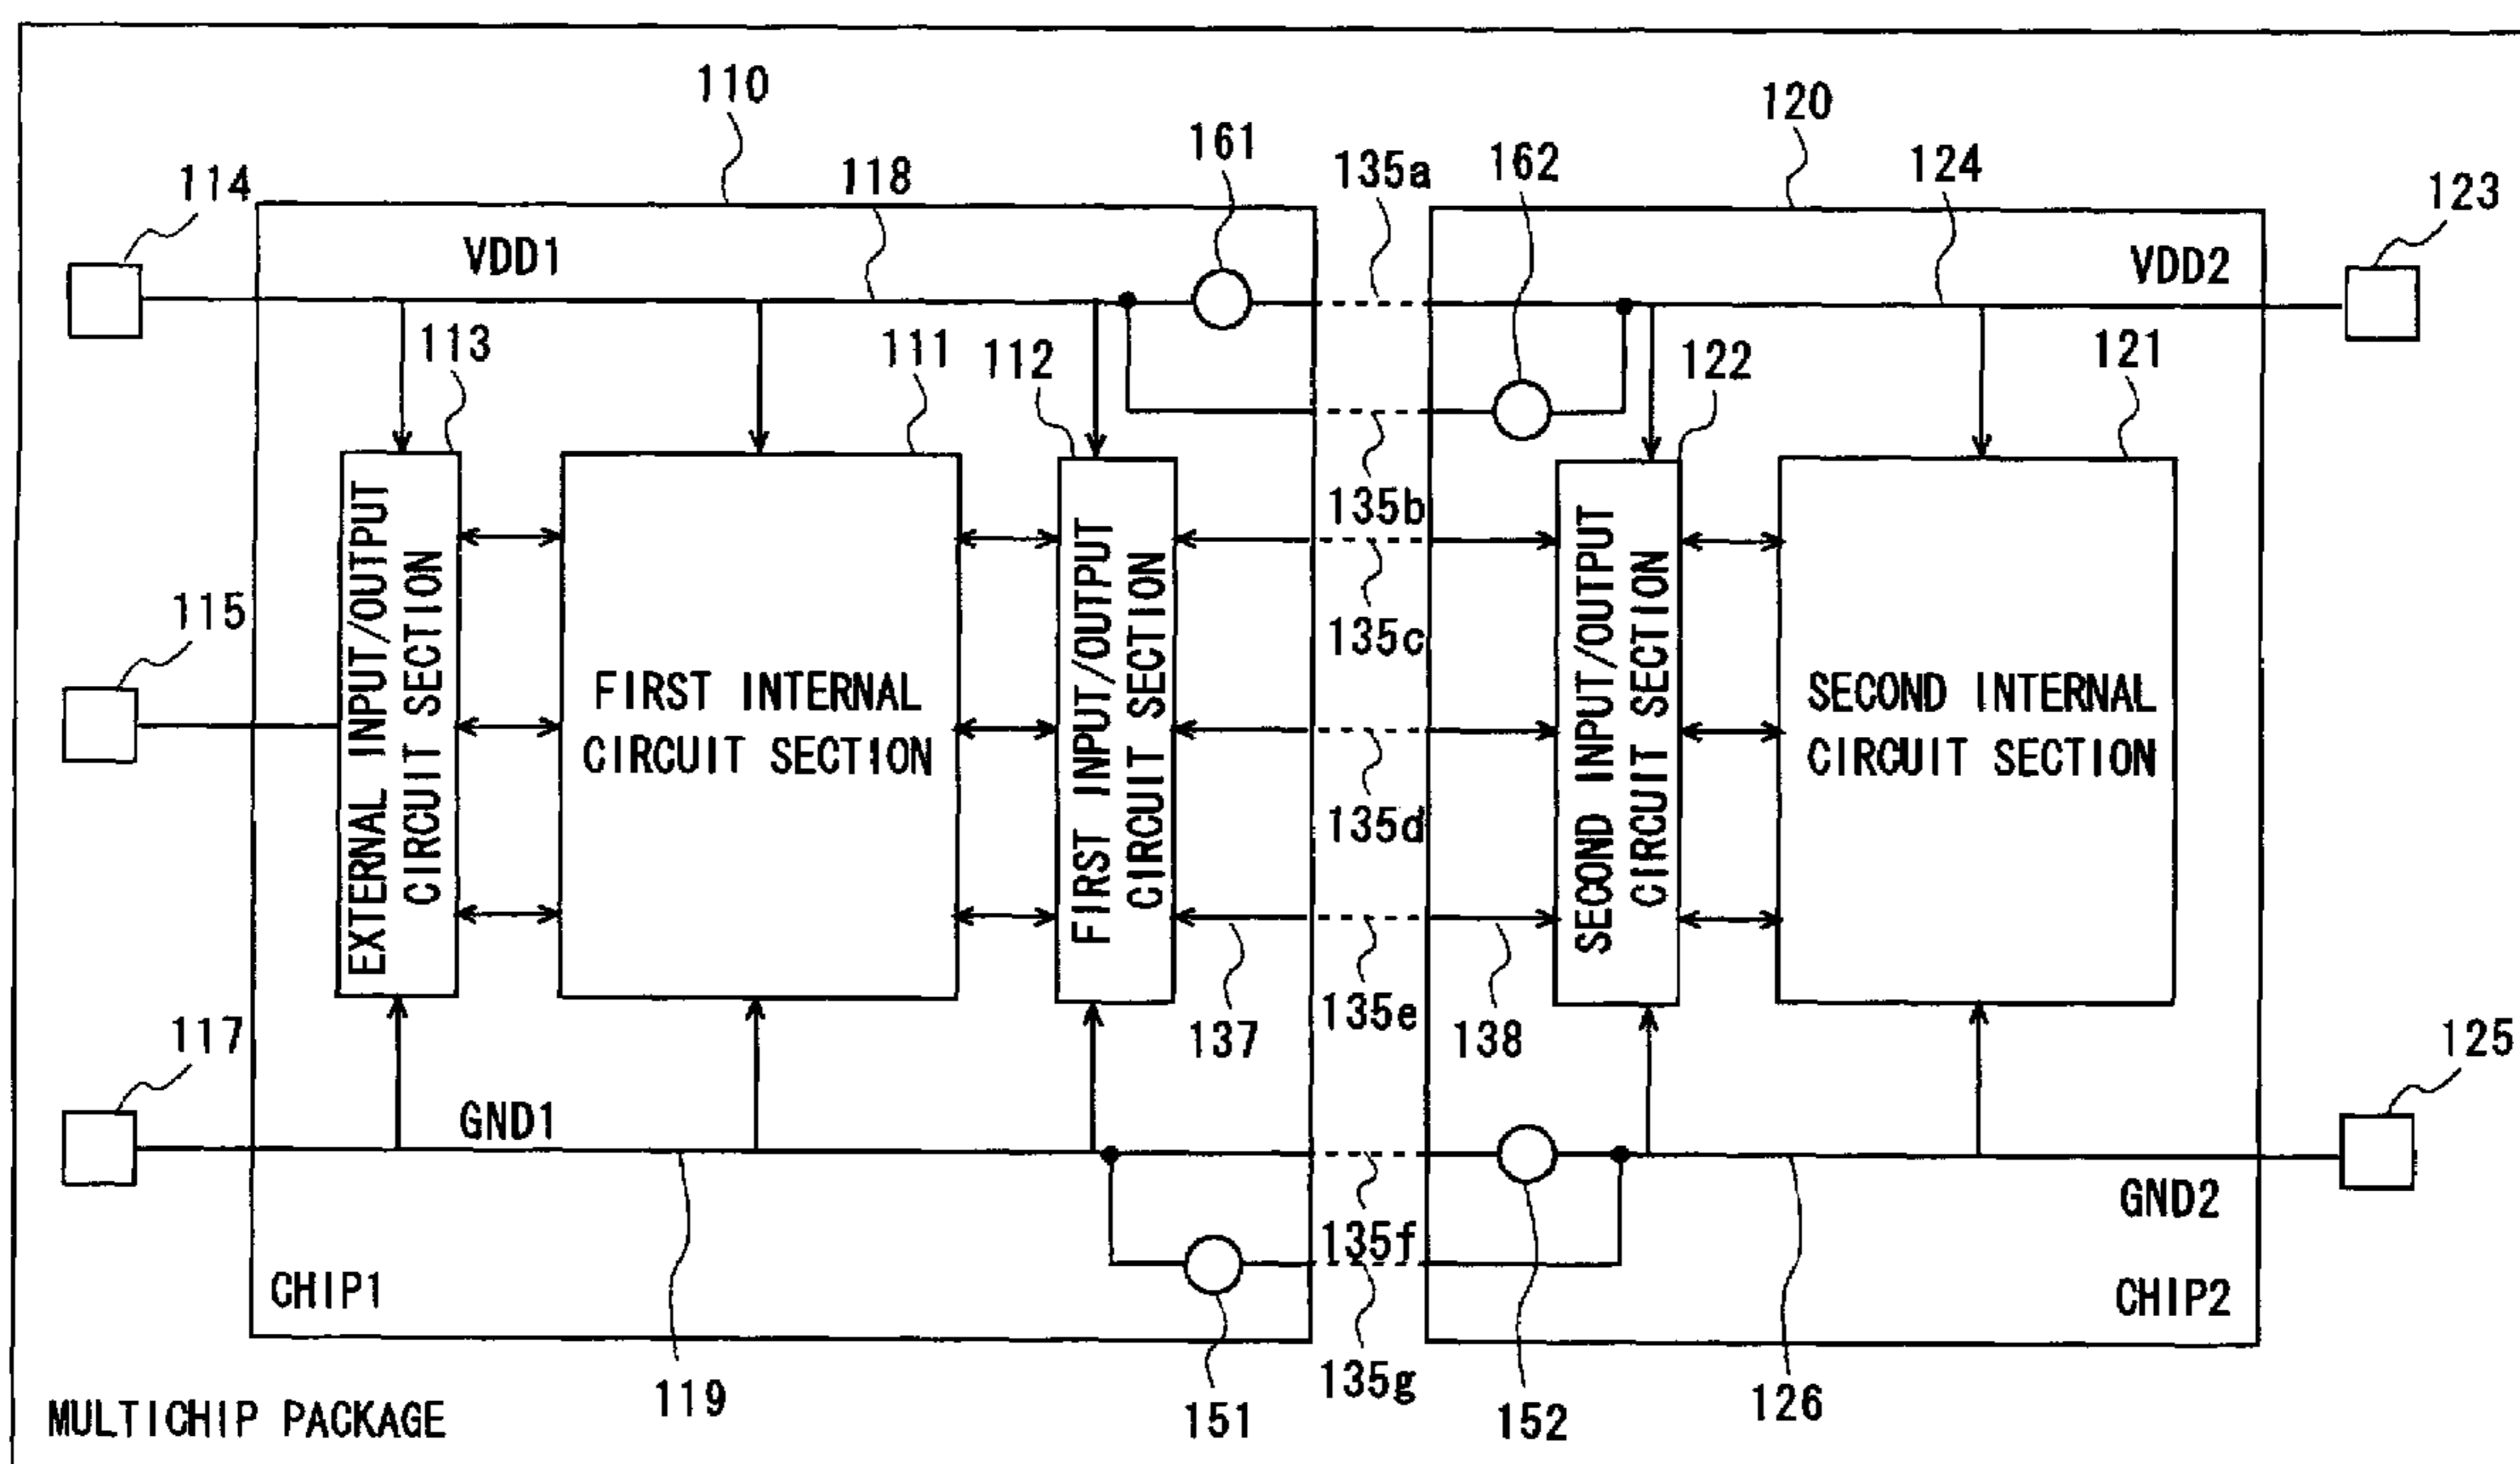 110
120
161
135a
162
124
123
114
118
VDD1
VDD2
113
111
112
122
121
135b
EXTERNAL INPUT/OUTPUT
CIRCUIT SECTION
FIRST INTERNAL
CIRCUIT SECTION
FIRST INPUT/OUTPUT
CIRCUIT SECTION
SECOND INPUT/OUTPUT
CIRCUIT SECTION
SECOND INTERNAL
CIRCUIT SECTION
115
135c
135d
117
137
135e
138
125
GND1
GND2
135f
CHIP1
CHIP2
119
151
135g
152
126
MULTICHIP PACKAGE